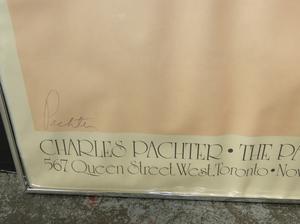 Pachter
CHARLES PACHTER • THE PA
567 Queen Street West, Toronto • Nov